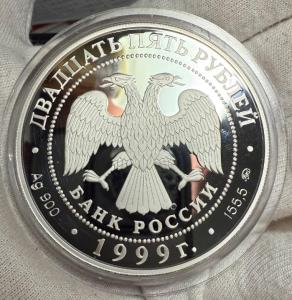 ДВАДЦАТЬ ПЯТЬ РУБЛЕЙ
Ag 900
155,5
БАНК РОССИИ
• 1999 г. •